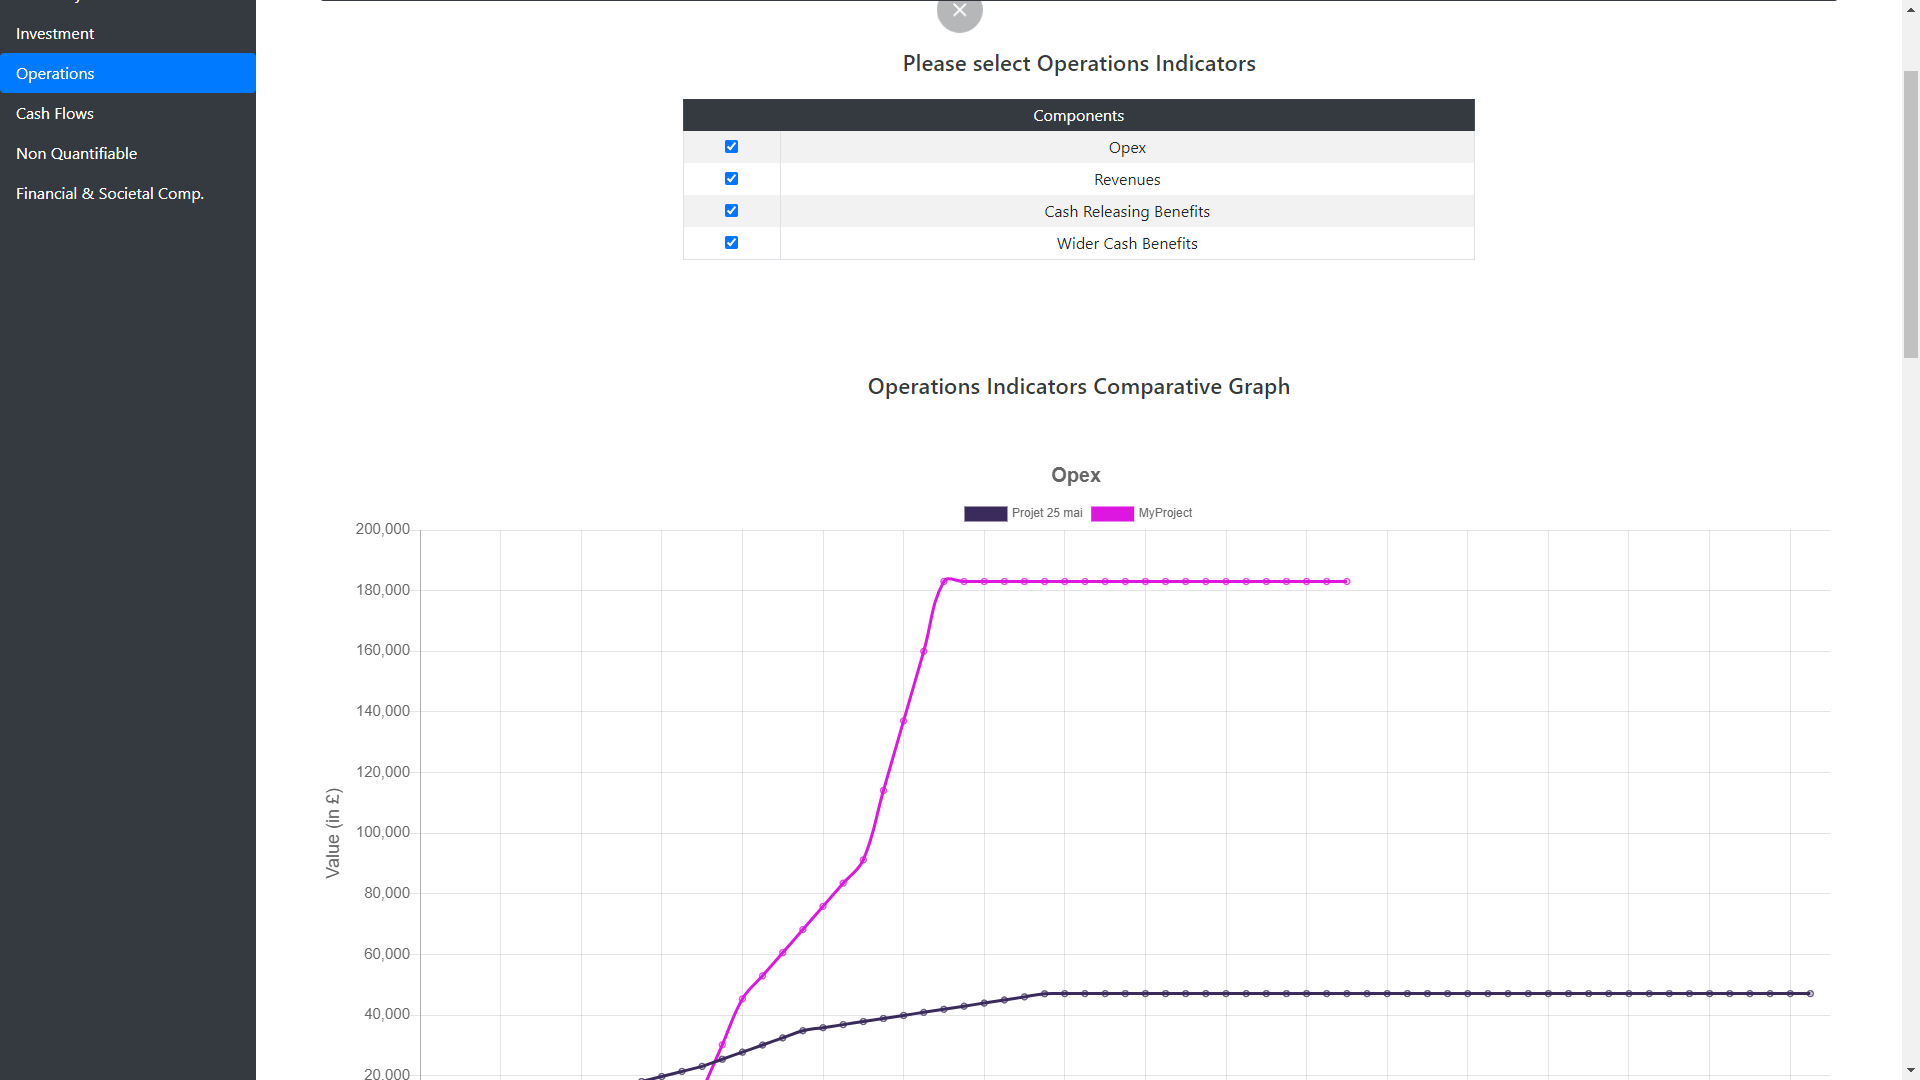 Investment
Operations
Cash Flows
Non Quantifiable
Financial & Societal Comp.
Please select Operations Indicators
Components
Opex
Revenues
Cash Releasing Benefits
Wider Cash Benefits
Operations Indicators Comparative Graph
Opex
Projet 25 mai
MyProject
200,000
180,000
160,000
140,000
120,000
100,000
80,000
60,000
40,000
20,000
Value (in £)